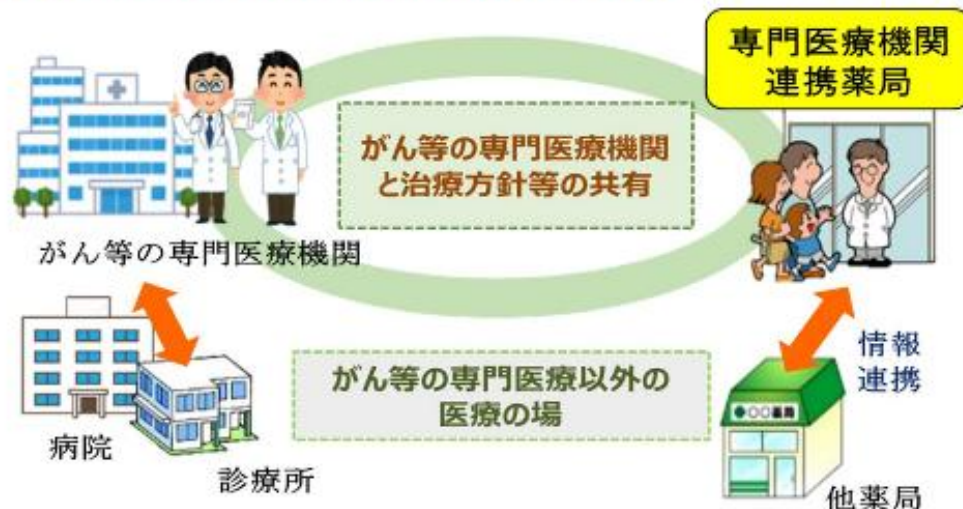 専門医療機関
連携薬局
がん等の専門医療機関
と治療方針等の共有
がん等の専門医療機関
情報
連携
がん等の専門医療以外の
医療の場
○○薬局
病院
診療所
他薬局